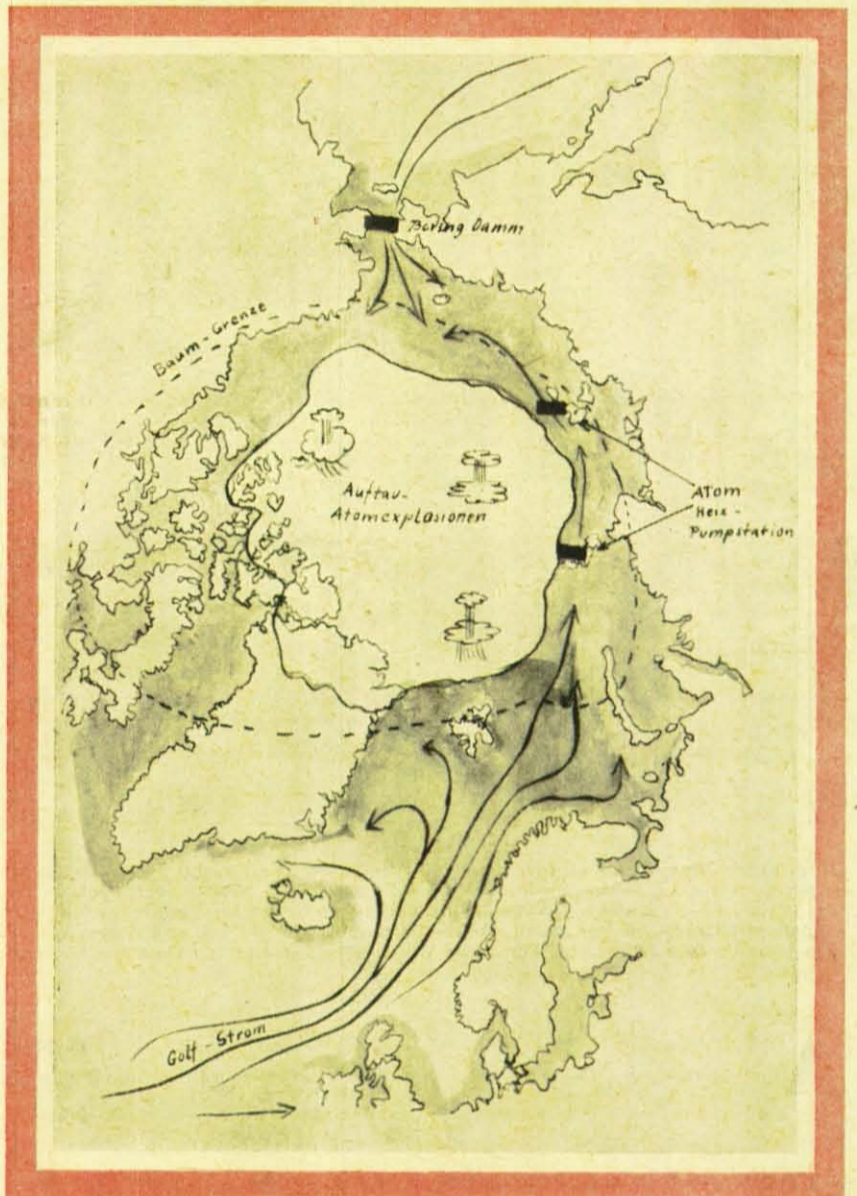 Bering Damm
Baum-Grenze
Auftau-
Atomexplosionen
ATom
Heiz-
Pumpstation
Golf-Strom